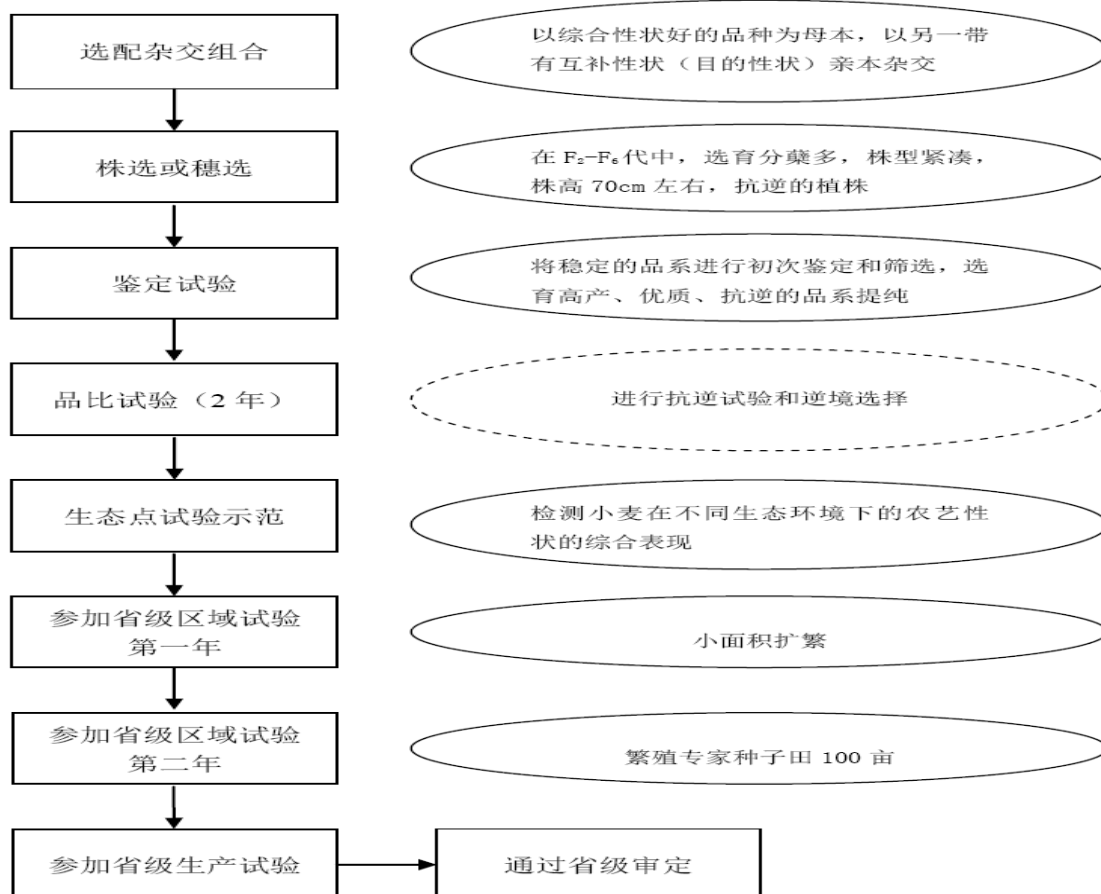 选配杂交组合
以综合性状好的品种为母本，以另一带
有互补性状（目的性状）亲本杂交
株选或穗选
在 F₂-F₆代中，选育分蘖多，株型紧凑，
株高 70cm 左右，抗逆的植株
鉴定试验
将稳定的品系进行初次鉴定和筛选，选
育高产、优质、抗逆的品系提纯
品比试验（2 年）
进行抗逆试验和逆境选择
生态点试验示范
检测小麦在不同生态环境下的农艺性
状的综合表现
参加省级区域试验
第一年
小面积扩繁
参加省级区域试验
第二年
繁殖专家种子田 100 亩
参加省级生产试验
通过省级审定